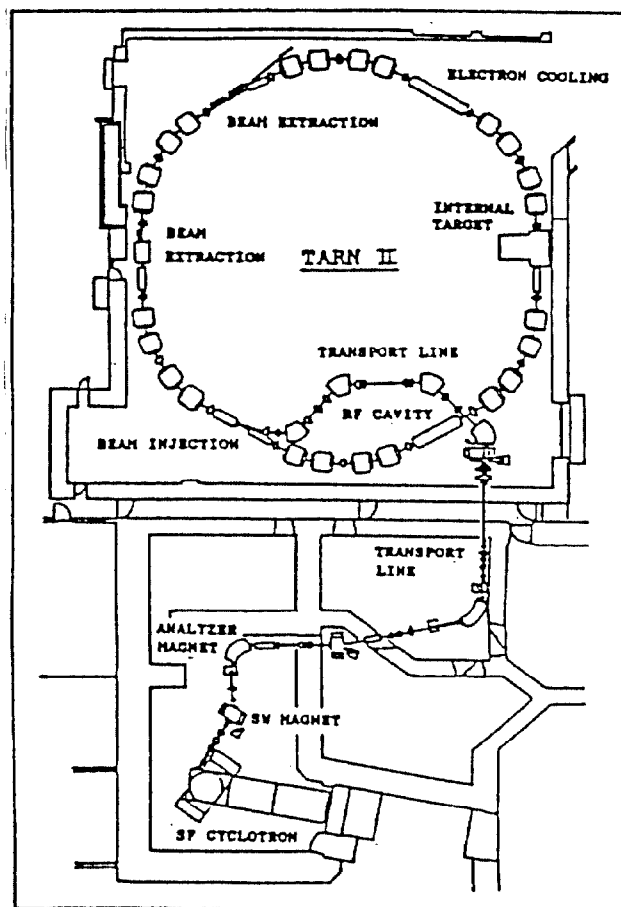 ELECTRON COOLING
BEAM EXTRACTION
INTERNAL
TARGET
BEAM
EXTRACTION
TARN II
TRANSPORT LINE
RF CAVITY
BEAM INJECTION
TRANSPORT
LINE
ANALYZER
MAGNET
SW MAGNET
SF CYCLOTRON